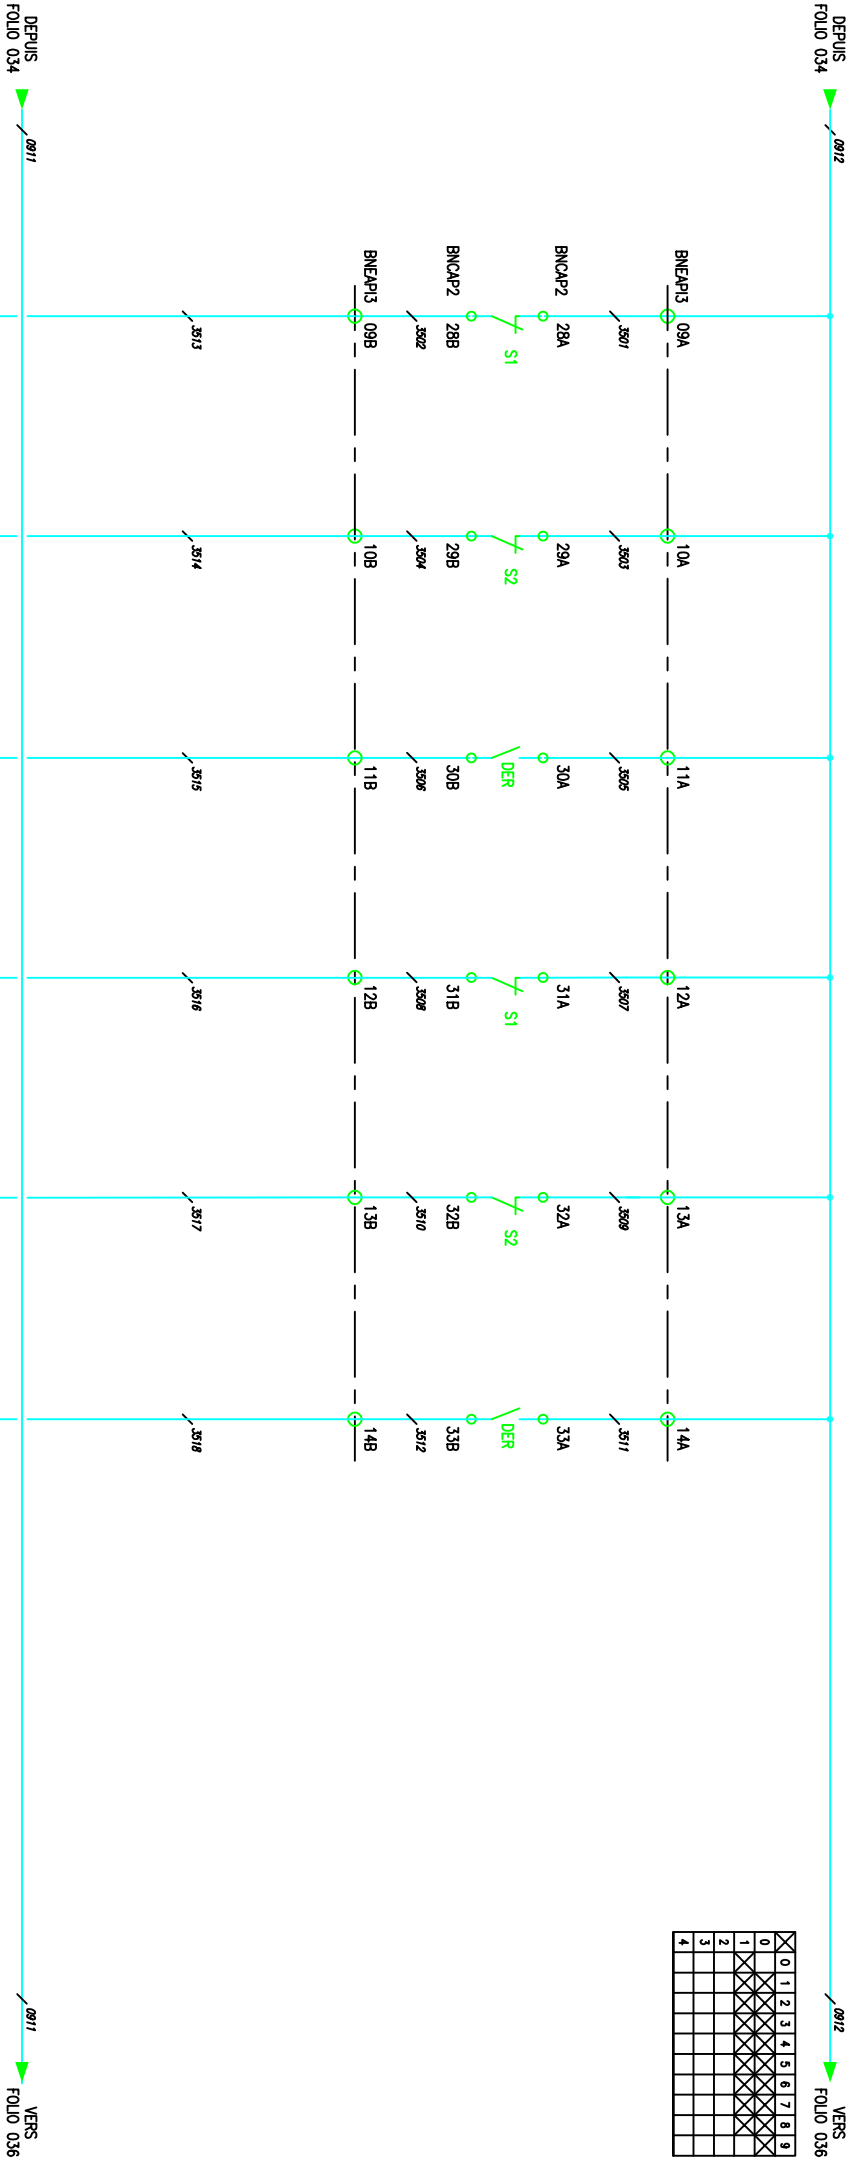 DEPUIS
FOLIO 034
0912
0912
VERS
FOLIO 036
BNEAPI3
09A
10A
11A
12A
13A
14A
3501
3503
3505
3507
3509
3511
BNCAP2
28A
29A
30A
31A
32A
33A
S1
S2
DER
S1
S2
DER
BNCAP2
28B
29B
30B
31B
32B
33B
3502
3504
3506
3508
3510
3512
BNEAPI3
09B
10B
11B
12B
13B
14B
3513
3514
3515
3516
3517
3518
DEPUIS
FOLIO 034
0911
0911
VERS
FOLIO 036
0 1 2 3 4 5 6 7 8 9
0
1
2
3
4